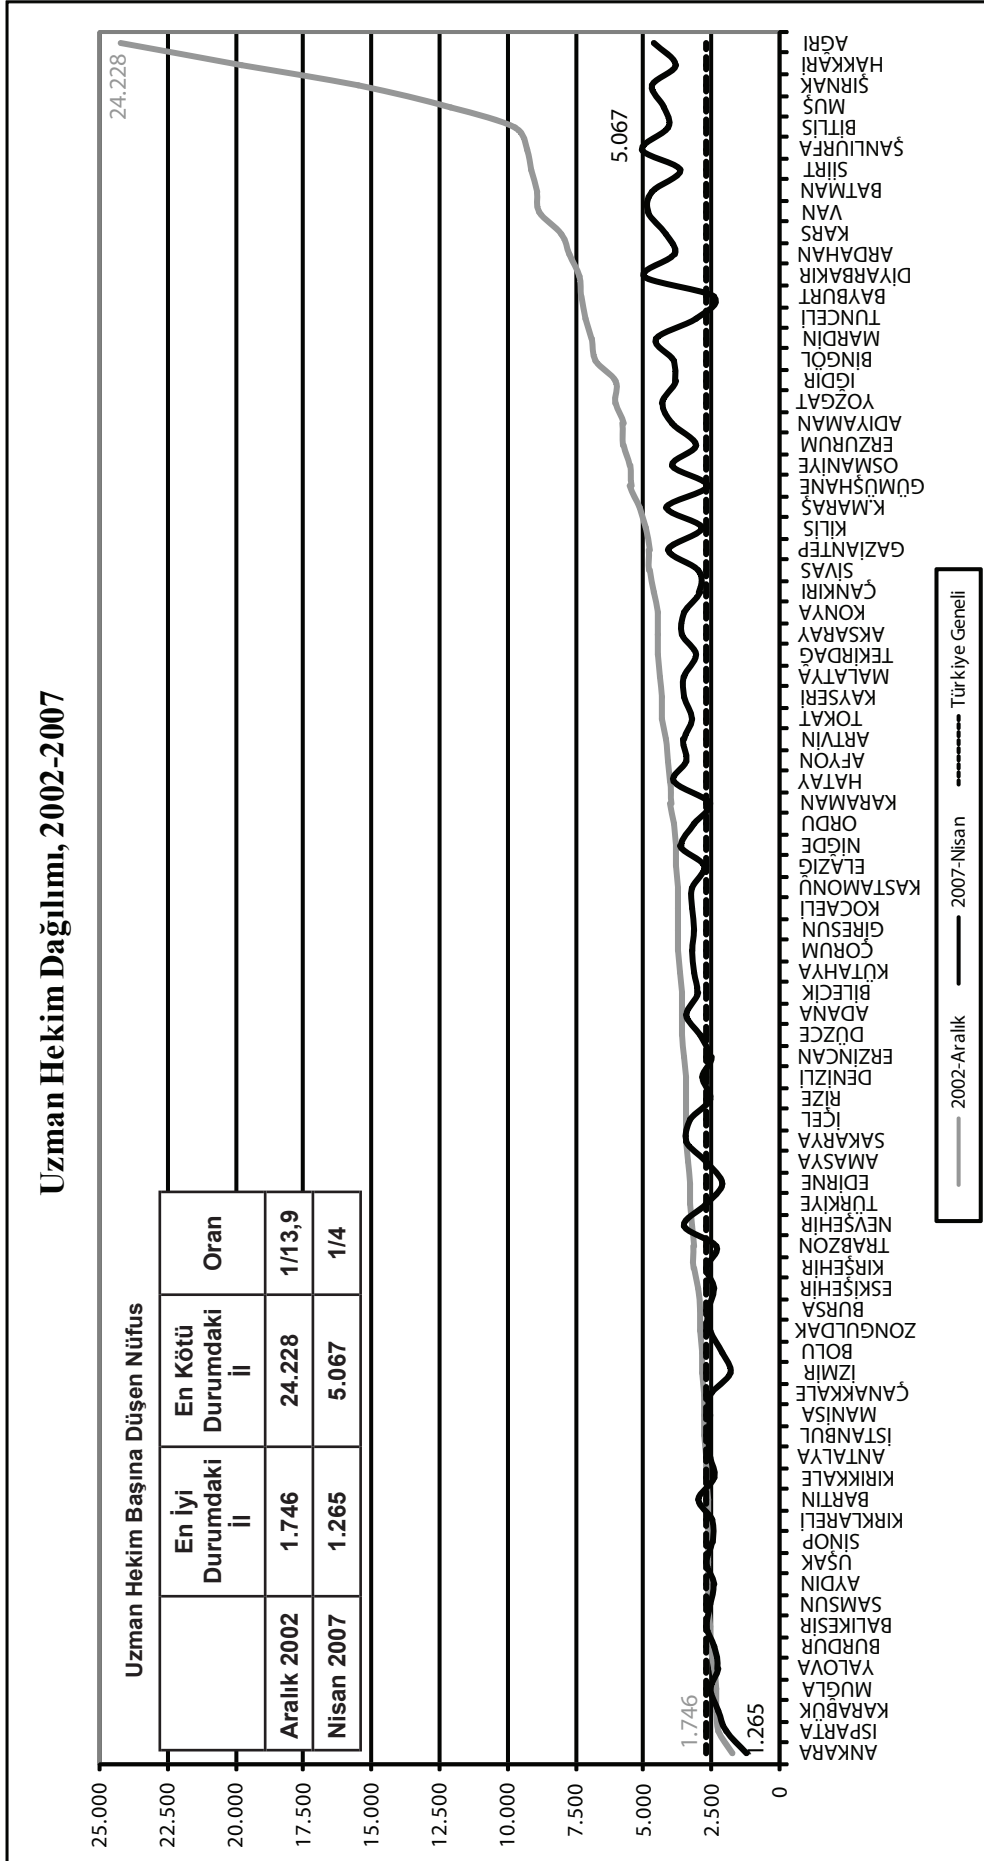 Uzman Hekim Dağılımı, 2002-2007
Uzman Hekim Başına Düşen Nüfus
En İyi Durumdaki İl
En Kötü Durumdaki İl
Oran
Aralık 2002
1.746
24.228
1/13,9
Nisan 2007
1.265
5.067
1/4
25.000
22.500
20.000
17.500
15.000
12.500
10.000
7.500
5.000
2.500
0
1.746
1.265
5.067
24.228
ANKARA
ISPARTA
KARABÜK
MUĞLA
YALOVA
BURDUR
BALIKESİR
SAMSUN
AYDIN
UŞAK
SİNOP
KIRKLARELİ
BARTIN
KIRIKKALE
ANTALYA
İSTANBUL
MANİSA
ÇANAKKALE
İZMİR
BOLU
ZONGULDAK
BURSA
ESKİŞEHİR
KIRŞEHİR
TRABZON
NEVŞEHİR
TÜRKİYE
EDİRNE
AMASYA
SAKARYA
İÇEL
RİZE
DENİZLİ
ERZİNCAN
DÜZCE
ADANA
BİLECİK
KÜTAHYA
ÇORUM
GİRESUN
KOCAELİ
KASTAMONU
ELAZIĞ
NİĞDE
ORDU
KARAMAN
HATAY
AFYON
ARTVİN
TOKAT
KAYSERİ
MALATYA
TEKİRDAĞ
AKSARAY
KONYA
ÇANKIRI
SİVAS
GAZİANTEP
KİLİS
K.MARAŞ
GÜMÜŞHANE
OSMANİYE
ERZURUM
ADIYAMAN
YOZGAT
IĞDIR
BİNGÖL
MARDİN
TUNCELİ
BAYBURT
DİYARBAKIR
ARDAHAN
KARS
VAN
BATMAN
SİİRT
ŞANLIURFA
BİTLİS
MUŞ
ŞIRNAK
HAKKARİ
AĞRI
2002-Aralık
2007-Nisan
Türkiye Geneli